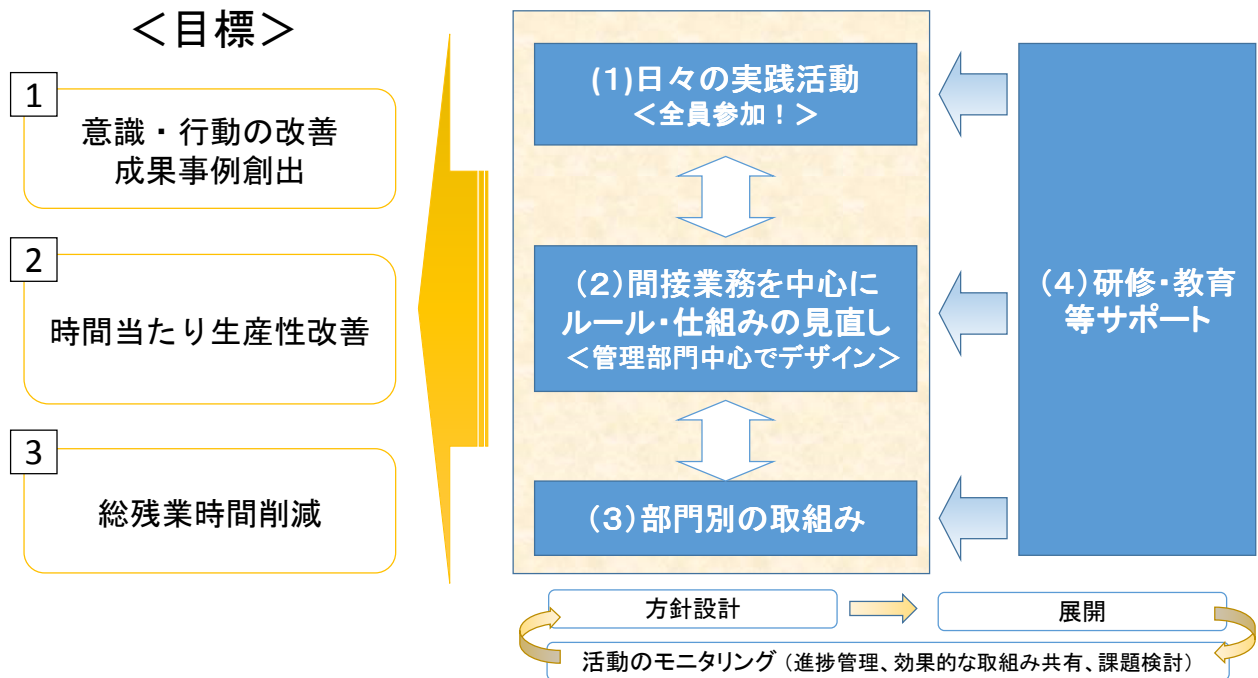 ＜目標＞
1
意識・行動の改善
成果事例創出
2
時間当たり生産性改善
3
総残業時間削減
(1)日々の実践活動
＜全員参加！＞
（２）間接業務を中心に
ルール・仕組みの見直し
＜管理部門中心でデザイン＞
（３）部門別の取組み
（４）研修・教育
等サポート
方針設計
展開
活動のモニタリング（進捗管理、効果的な取組み共有、課題検討）